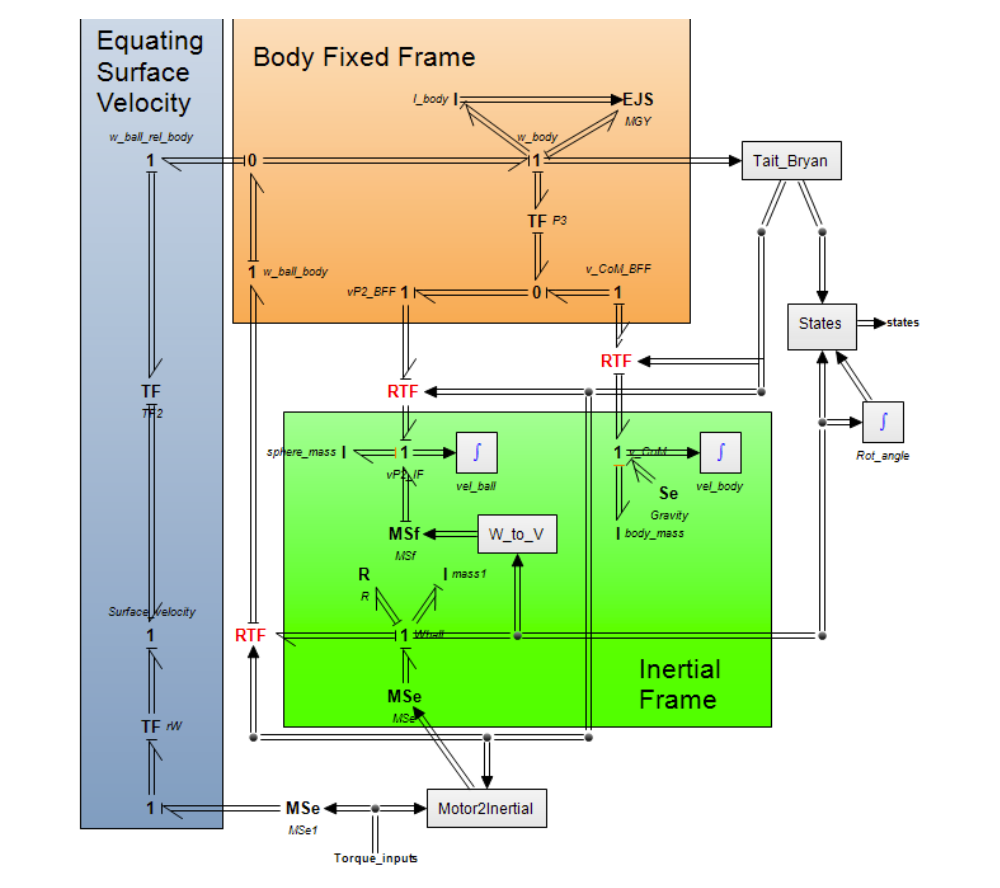 Equating
Surface
Velocity
Body Fixed Frame
I_body I
EJS
MGY
w_ball_rel_body
w_body
1
0
1
Tait_Bryan
TF P3
1 w_ball_body
v_CoM_BFF
vP2_BFF 1
0
1
States
states
RTF
TF
TF2
RTF
∫
Rot_angle
sphere_mass I
1
∫
1
v_CoM
∫
vP2_IF
vel_ball
vel_body
Se
Gravity
MSf
MSf
W_to_V
I body_mass
R
R
I mass1
Surface_velocity
1
RTF
1
Wball
Inertial
Frame
MSe
MSe
TF rW
1
MSe
MSe1
Motor2Inertial
Torque_inputs